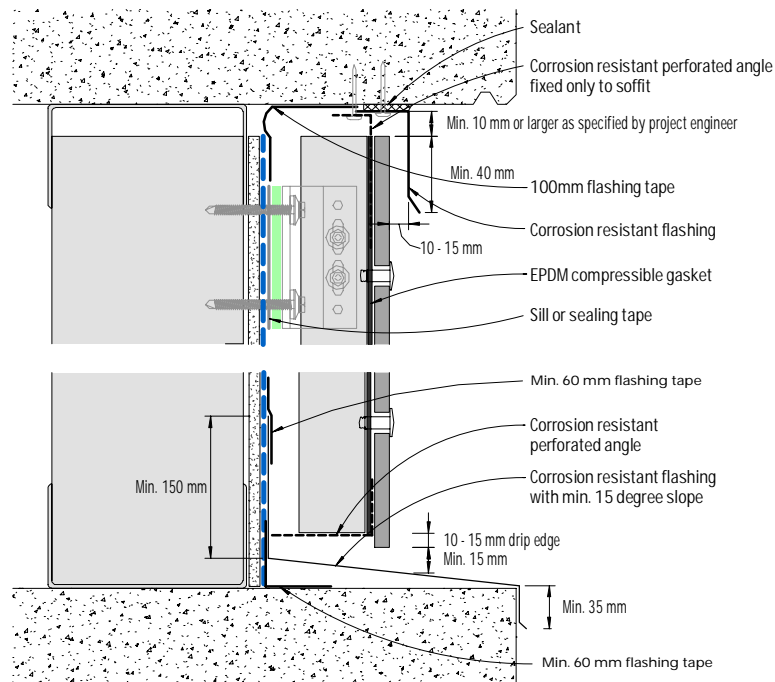 Sealant
Corrosion resistant perforated angle
fixed only to soffit
Min. 10 mm or larger as specified by project engineer
Min. 40 mm
100mm flashing tape
Corrosion resistant flashing
10 - 15 mm
EPDM compressible gasket
Sill or sealing tape
Min. 60 mm flashing tape
Corrosion resistant
perforated angle
Corrosion resistant flashing
with min. 15 degree slope
Min. 150 mm
10 - 15 mm drip edge
Min. 15 mm
Min. 35 mm
Min. 60 mm flashing tape